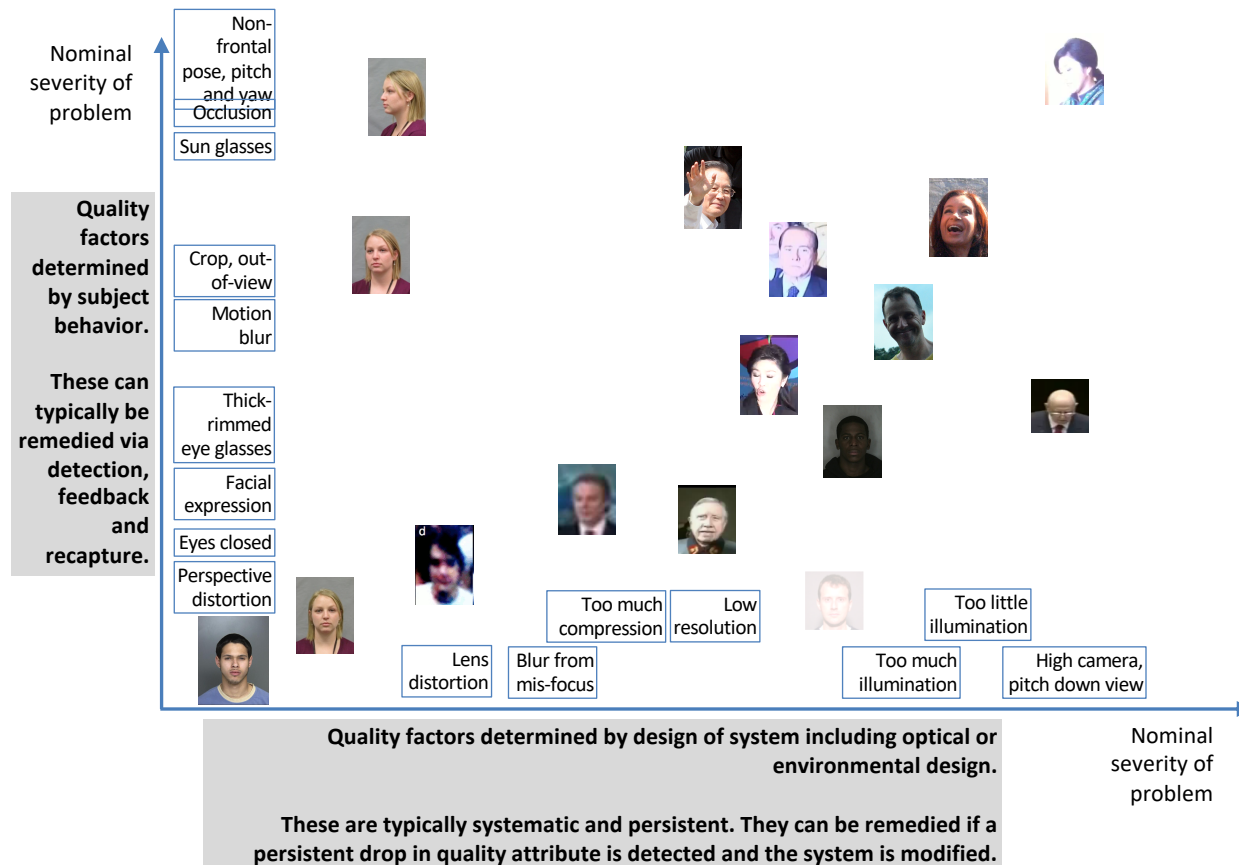 Nominal
severity of
problem
Non-
frontal
pose, pitch
and yaw
Occlusion
Sun glasses
Quality
factors
determined
by subject
behavior.
These can
typically be
remedied via
detection,
feedback
and
recapture.
Crop, out-
of-view
Motion
blur
Thick-
rimmed
eye glasses
Facial
expression
Eyes closed
Perspective
distortion
d
Lens
distortion
Blur from
mis-focus
Too much
compression
Low
resolution
Too much
illumination
Too little
illumination
High camera,
pitch down view
Quality factors determined by design of system including optical or
environmental design.
These are typically systematic and persistent. They can be remedied if a
persistent drop in quality attribute is detected and the system is modified.
Nominal
severity of
problem